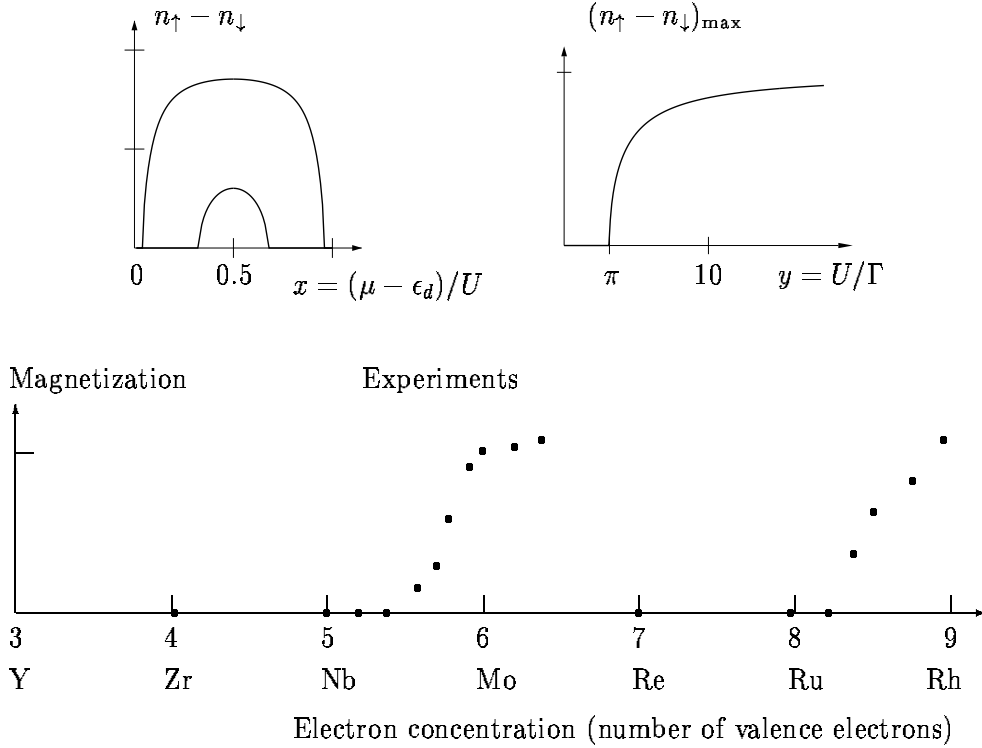 n↑ − n↓
(n↑ − n↓)max
0 0.5
x = (μ − ϵd)/U
π 10 y = U/Γ
Magnetization Experiments
3 4 5 6 7 8 9
Y Zr Nb Mo Re Ru Rh
Electron concentration (number of valence electrons)